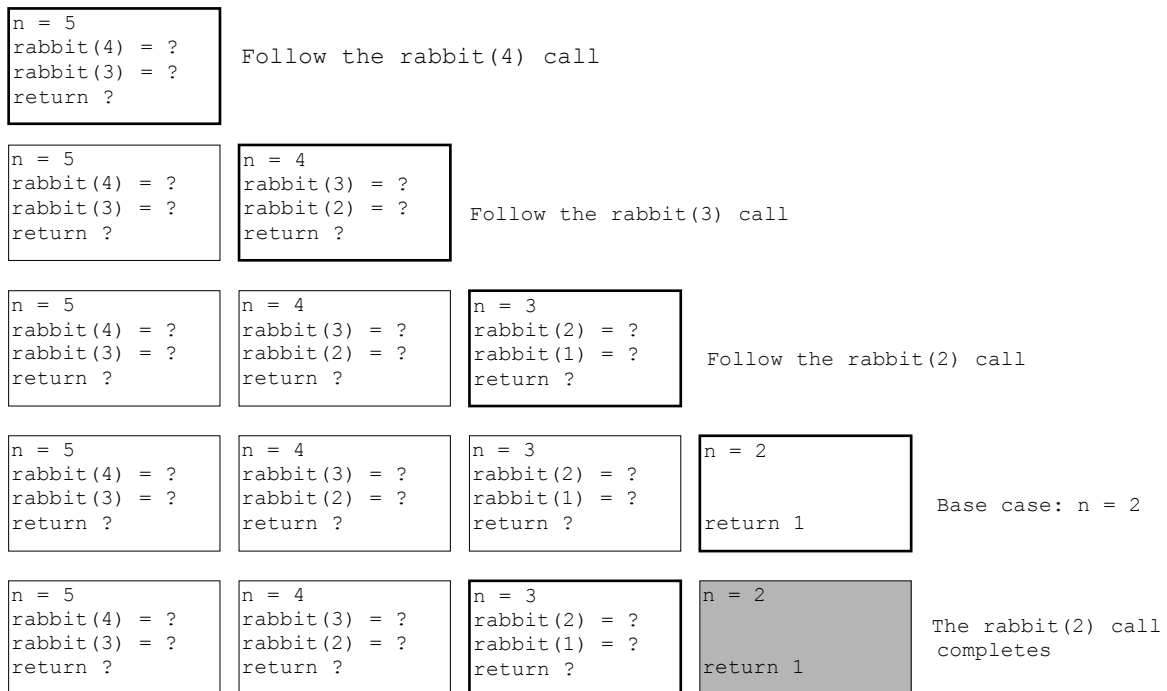 n = 5
rabbit(4) = ?
rabbit(3) = ?
return ?
Follow the rabbit(4) call
n = 5
rabbit(4) = ?
rabbit(3) = ?
return ?
n = 4
rabbit(3) = ?
rabbit(2) = ?
return ?
Follow the rabbit(3) call
n = 5
rabbit(4) = ?
rabbit(3) = ?
return ?
n = 4
rabbit(3) = ?
rabbit(2) = ?
return ?
n = 3
rabbit(2) = ?
rabbit(1) = ?
return ?
Follow the rabbit(2) call
n = 5
rabbit(4) = ?
rabbit(3) = ?
return ?
n = 4
rabbit(3) = ?
rabbit(2) = ?
return ?
n = 3
rabbit(2) = ?
rabbit(1) = ?
return ?
n = 2
return 1
Base case: n = 2
n = 5
rabbit(4) = ?
rabbit(3) = ?
return ?
n = 4
rabbit(3) = ?
rabbit(2) = ?
return ?
n = 3
rabbit(2) = ?
rabbit(1) = ?
return ?
n = 2
return 1
The rabbit(2) call
completes